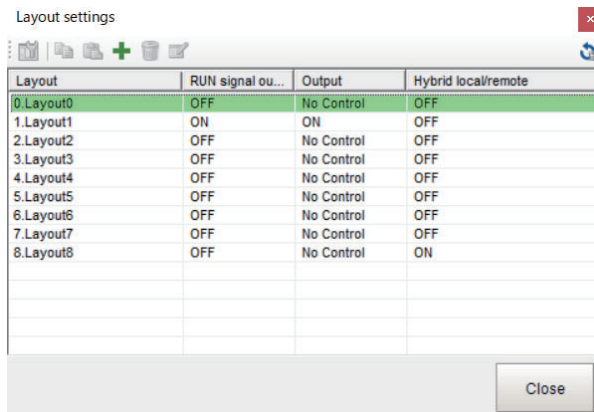 Layout settings
Layout RUN signal ou... Output Hybrid local/remote
0.Layout0 OFF No Control OFF
1.Layout1 ON ON OFF
2.Layout2 OFF No Control OFF
3.Layout3 OFF No Control OFF
4.Layout4 OFF No Control OFF
5.Layout5 OFF No Control OFF
6.Layout6 OFF No Control OFF
7.Layout7 OFF No Control OFF
8.Layout8 OFF No Control ON
Close